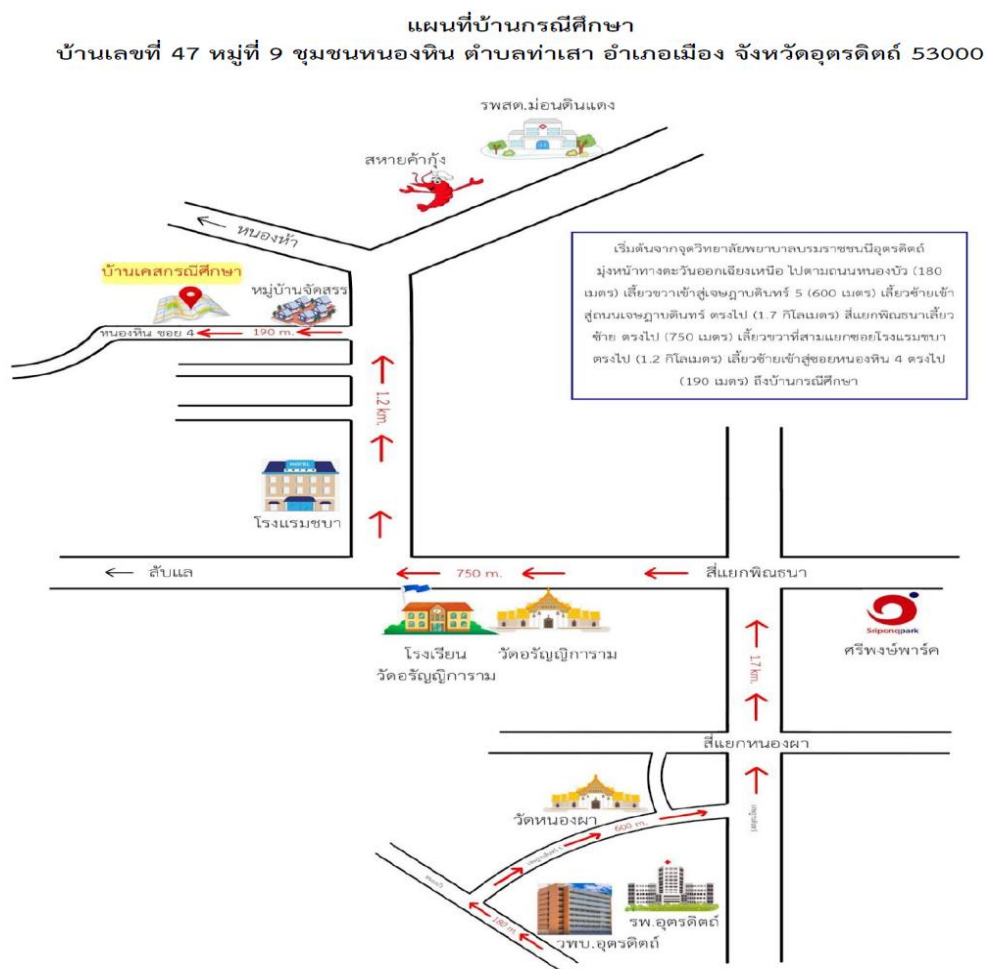 แผนที่บ้านกรณีศึกษา
บ้านเลขที่ 47 หมู่ที่ 9 ชุมชนหนองหิน ตำบลท่าเสา อำเภอเมือง จังหวัดอุตรดิตถ์ 53000
รพสต.ม่อนดินแดง
สหายค้ากุ้ง
หนองห้า
เริ่มต้นจากจุดวิทยาลัยพยาบาลบรมราชชนนีอุตรดิตถ์
มุ่งหน้าทางตะวันออกเฉียงเหนือ ไปตามถนนหนองบัว (180
เมตร) เลี้ยวขวาเข้าสู่เจษฎาบดินทร์ 5 (600 เมตร) เลี้ยวซ้ายเข้า
สู่ถนนเจษฎาบดินทร์ ตรงไป (1.7 กิโลเมตร) สี่แยกพิณธนาเลี้ยว
ซ้าย ตรงไป (750 เมตร) เลี้ยวขวาที่สามแยกซอยโรงแรมชบา
ตรงไป (1.2 กิโลเมตร) เลี้ยวซ้ายเข้าสู่ซอยหนองหิน 4 ตรงไป
(190 เมตร) ถึงบ้านกรณีศึกษา
บ้านเคสกรณีศึกษา
หมู่บ้านจัดสรร
หนองหิน ซอย 4
190 m.
1.2 km.
HOTEL
โรงแรมชบา
ลับแล
750 m.
สี่แยกพิณธนา
Sripongpark
ศรีพงษ์พาร์ค
โรงเรียน
วัดอรัญญิการาม
วัดอรัญญิการาม
1.7 km.
สี่แยกหนองผา
วัดหนองผา
600 m.
รพ.อุตรดิตถ์
วพบ.อุตรดิตถ์
180 m.